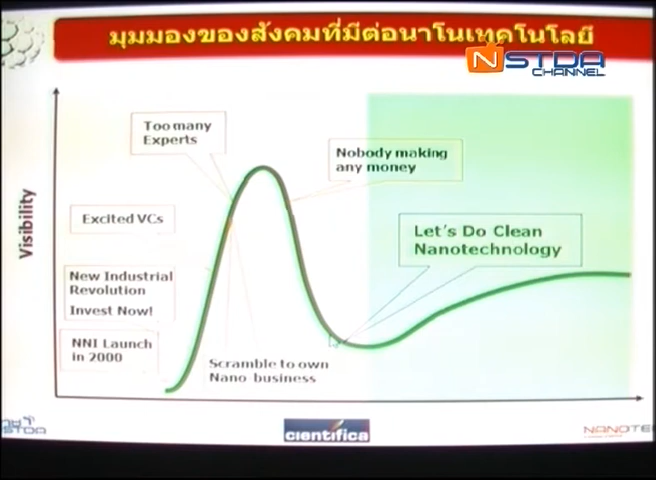 มุมมองของสังคมที่มีต่อนาโนเทคโนโลยี
NSTDA
CHANNEL
Too many
Experts
Nobody making
any money
Excited VCs
Let's Do Clean
Nanotechnology
Visibility
New Industrial
Revolution
Invest Now!
NNI Launch
in 2000
Scramble to own
Nano business
cientifica
NSTDA
NANOTEC